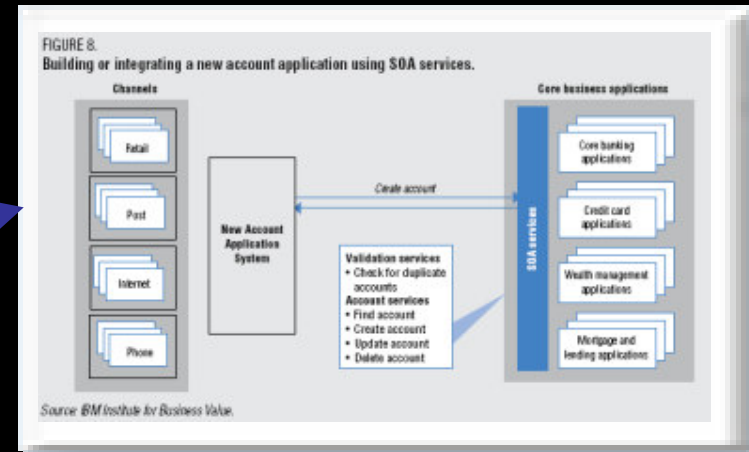 FIGURE 8.
Building or integrating a new account application using SOA services.
Channels
Retail
Post
Internet
Phone
New Account
Application
System
Create account
Validation services
• Check for duplicate
accounts
Account services
• Find account
• Create account
• Update account
• Delete account
Core business applications
SOA services
Core banking
applications
Credit card
applications
Wealth management
applications
Mortgage and
lending applications
Source: IBM Institute for Business Value.